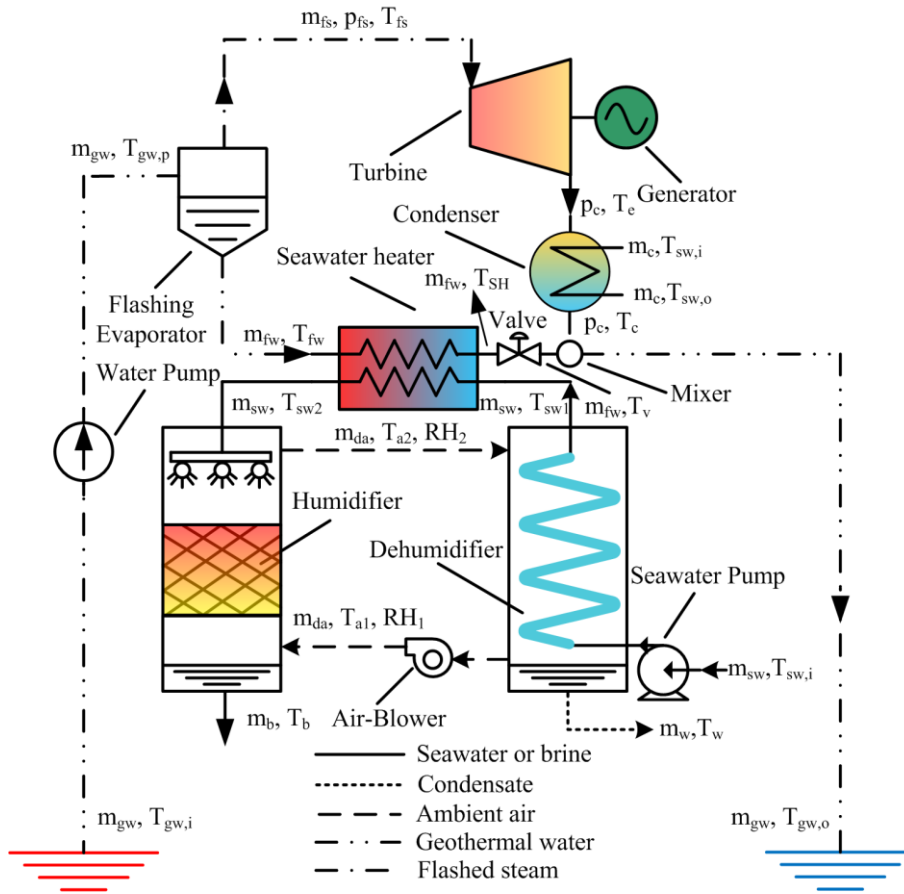 m_fs, p_fs, T_fs
m_gw, T_gw,p
Turbine
Generator
p_c, T_e
Condenser
m_c,T_sw,i
Seawater heater
m_fw, T_SH
m_c,T_sw,o
Flashing
Evaporator
Valve
p_c, T_c
m_fw, T_fw
Water Pump
Mixer
m_sw, T_sw2
m_sw, T_sw1
m_fw, T_v
m_da, T_a2, RH_2
Humidifier
Dehumidifier
Seawater Pump
m_da, T_a1, RH_1
m_sw,T_sw,i
Air-Blower
m_b, T_b
m_w,T_w
Seawater or brine
Condensate
Ambient air
Geothermal water
Flashed steam
m_gw, T_gw,i
m_gw, T_gw,o